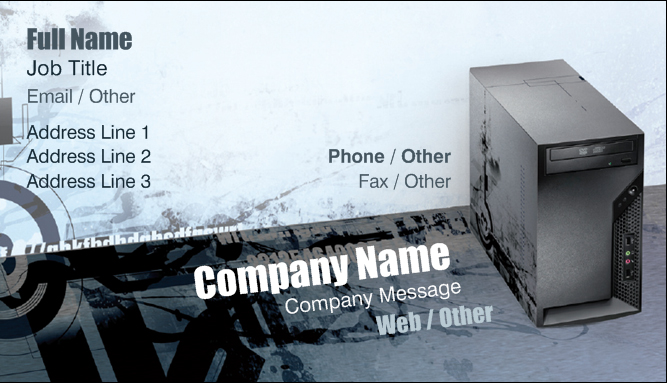 Full Name
Job Title
Email / Other
Address Line 1
Address Line 2
Address Line 3
Phone / Other
Fax / Other
Company Name
Company Message
Web / Other